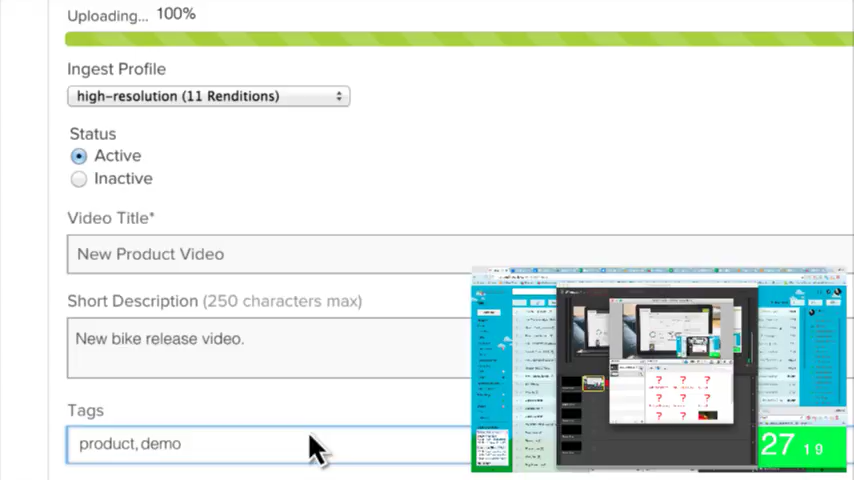 Uploading... 100%
Ingest Profile
high-resolution (11 Renditions)
Status
Active
Inactive
Video Title*
New Product Video
Short Description (250 characters max)
New bike release video.
Tags
product, demo
27 19